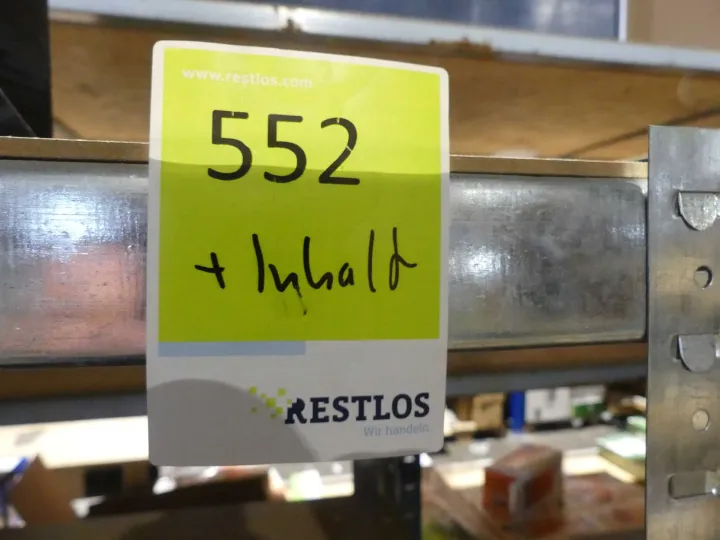 www.restlos.com
552
+ Inhalt
RESTLOS
Wir handeln.